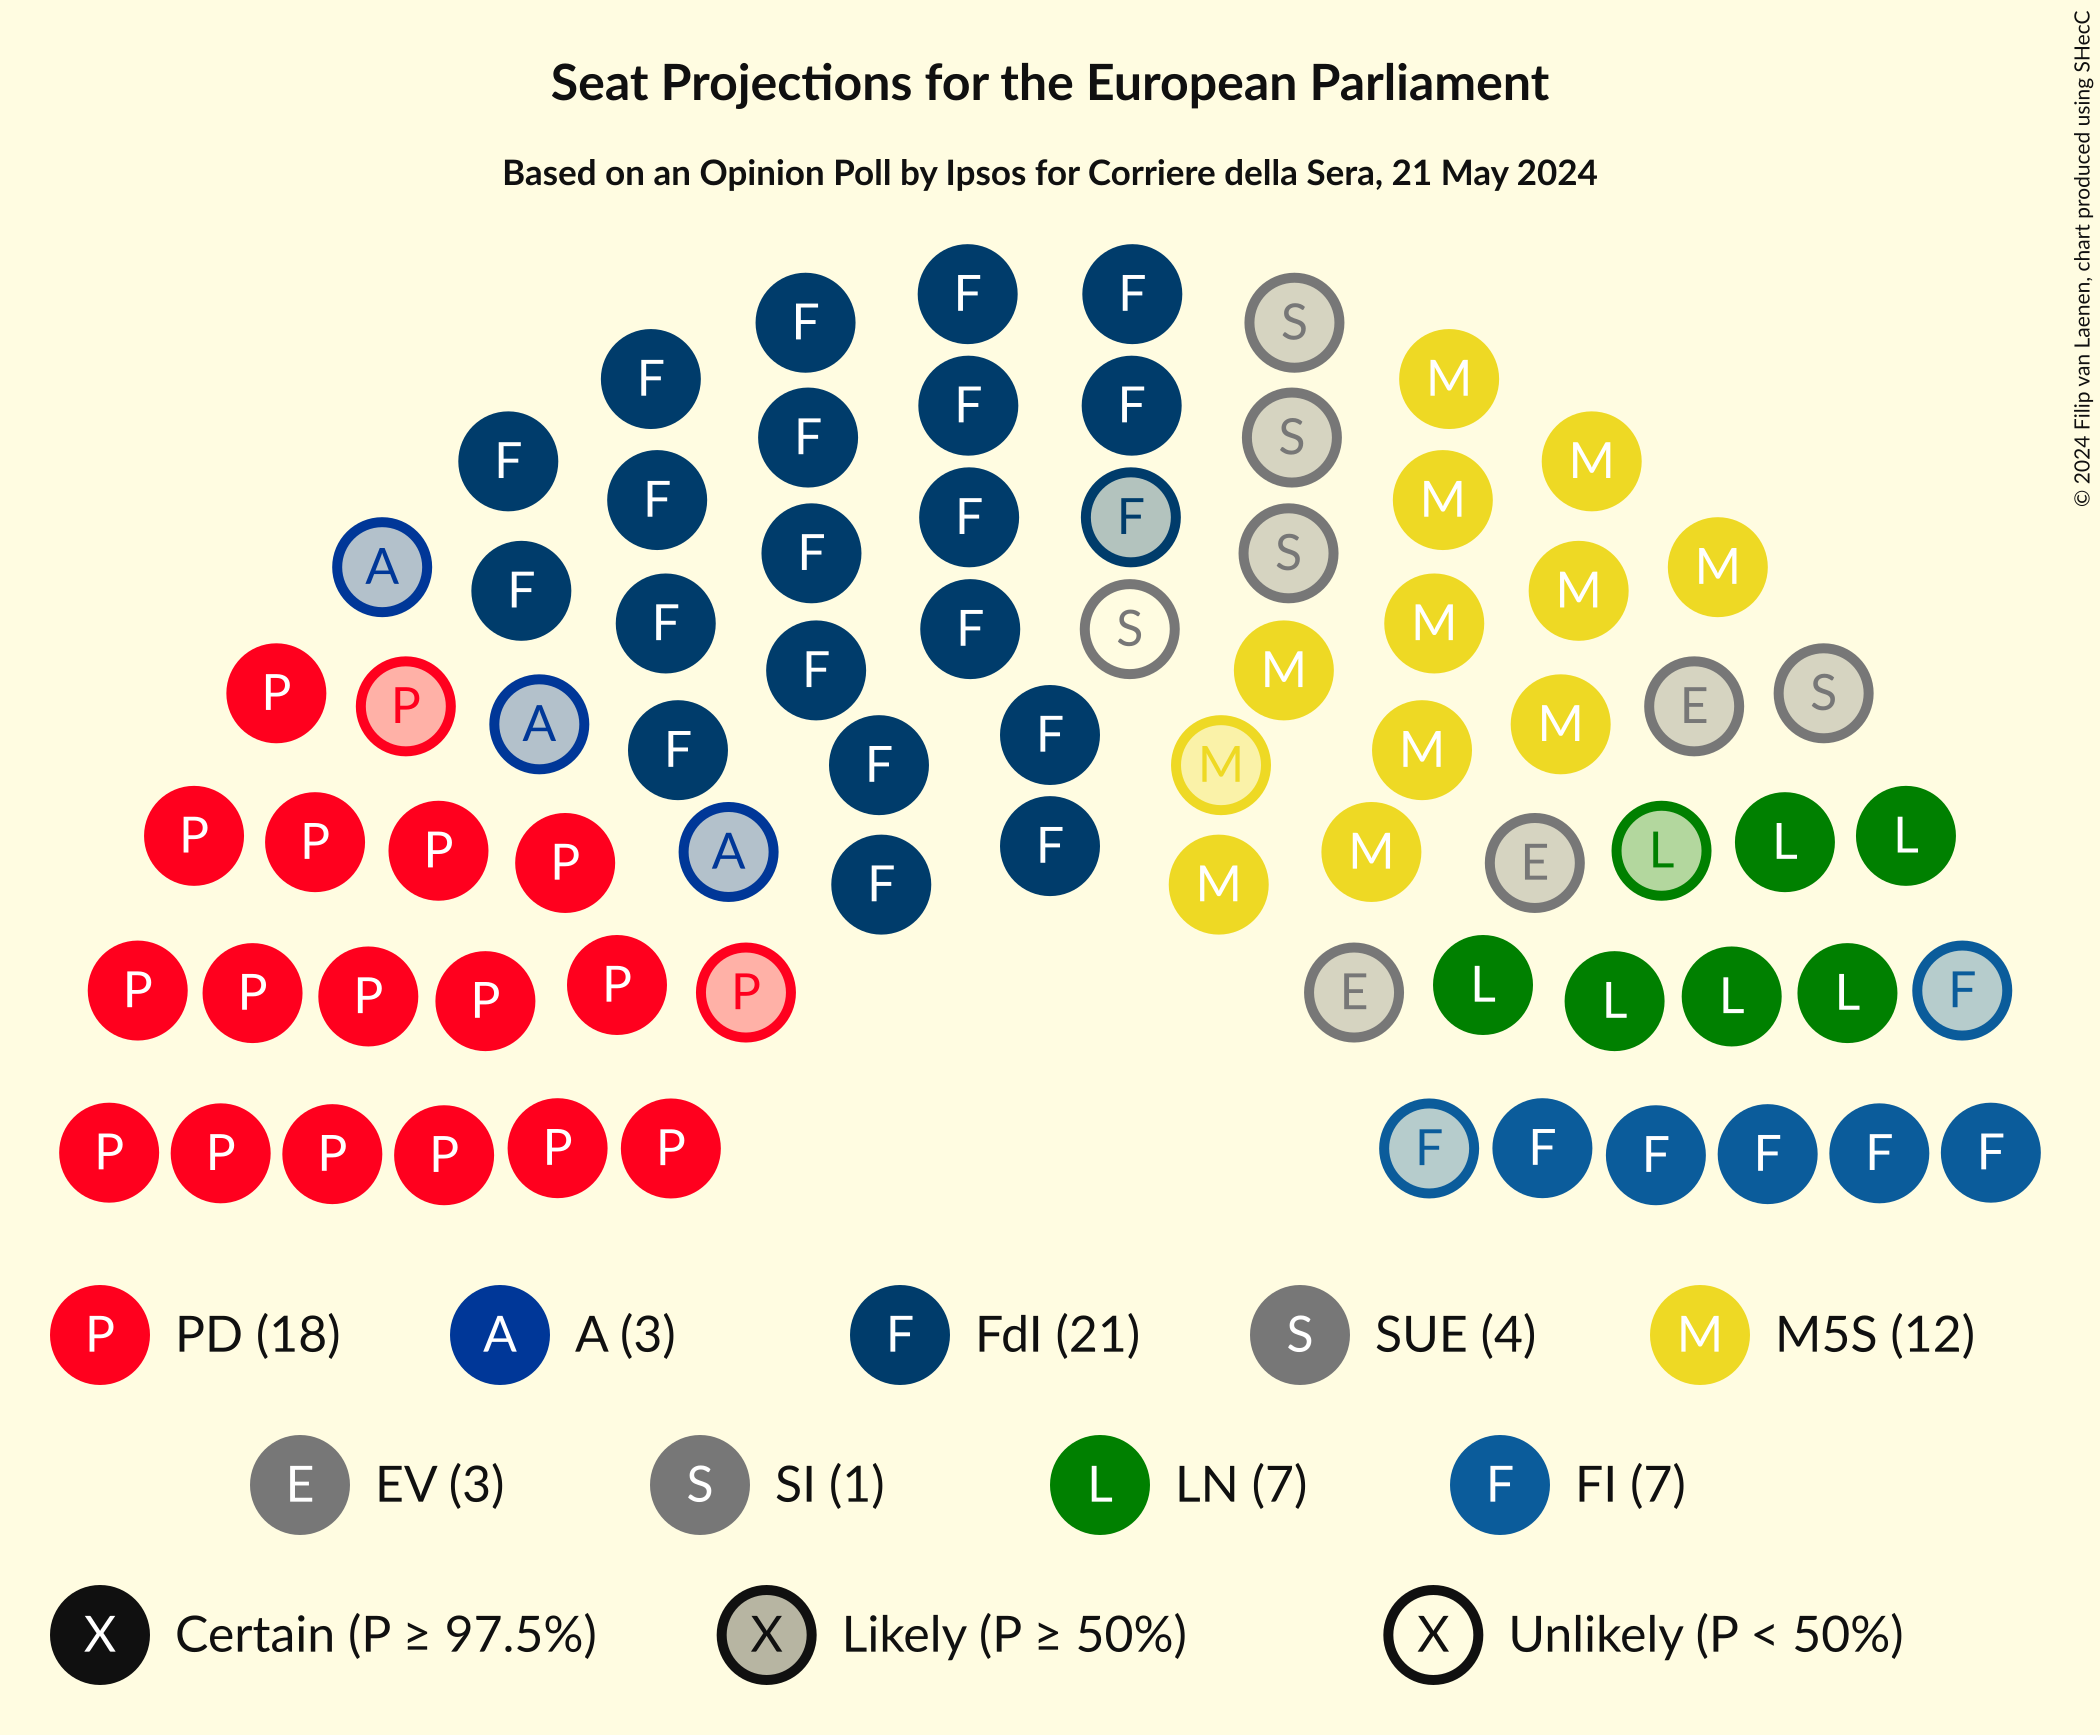 Seat Projections for the European Parliament
Based on an Opinion Poll by Ipsos for Corriere della Sera, 21 May 2024
© 2024 Filip van Laenen, chart produced using SHecC
F F
F S
F M
F F
F S
F M
F M
F F
F M
A F S
F M M
F S M
F M
P P A E S
F M
F F M
P P P P A M L L L
F E
F M
P P P P P P E L L L L F
P P P P P P F F F F F F
P PD (18) A A (3) F FdI (21) S SUE (4) M M5S (12)
E EV (3) S SI (1) L LN (7) F FI (7)
X Certain (P ≥ 97.5%) X Likely (P ≥ 50%) X Unlikely (P < 50%)